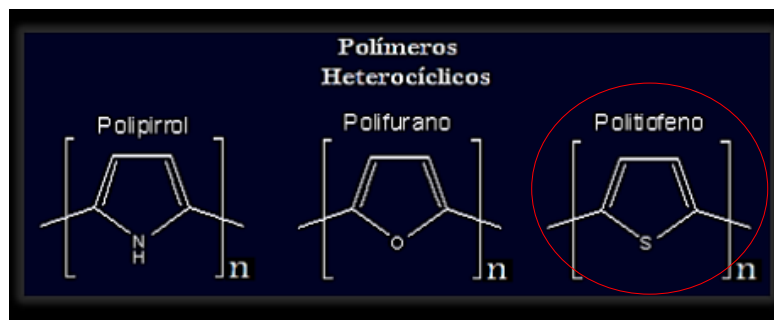 Polímeros
Heterocíclicos
Polipirrol
Polifurano
Politiofeno
N
H
n
O
n
S
n